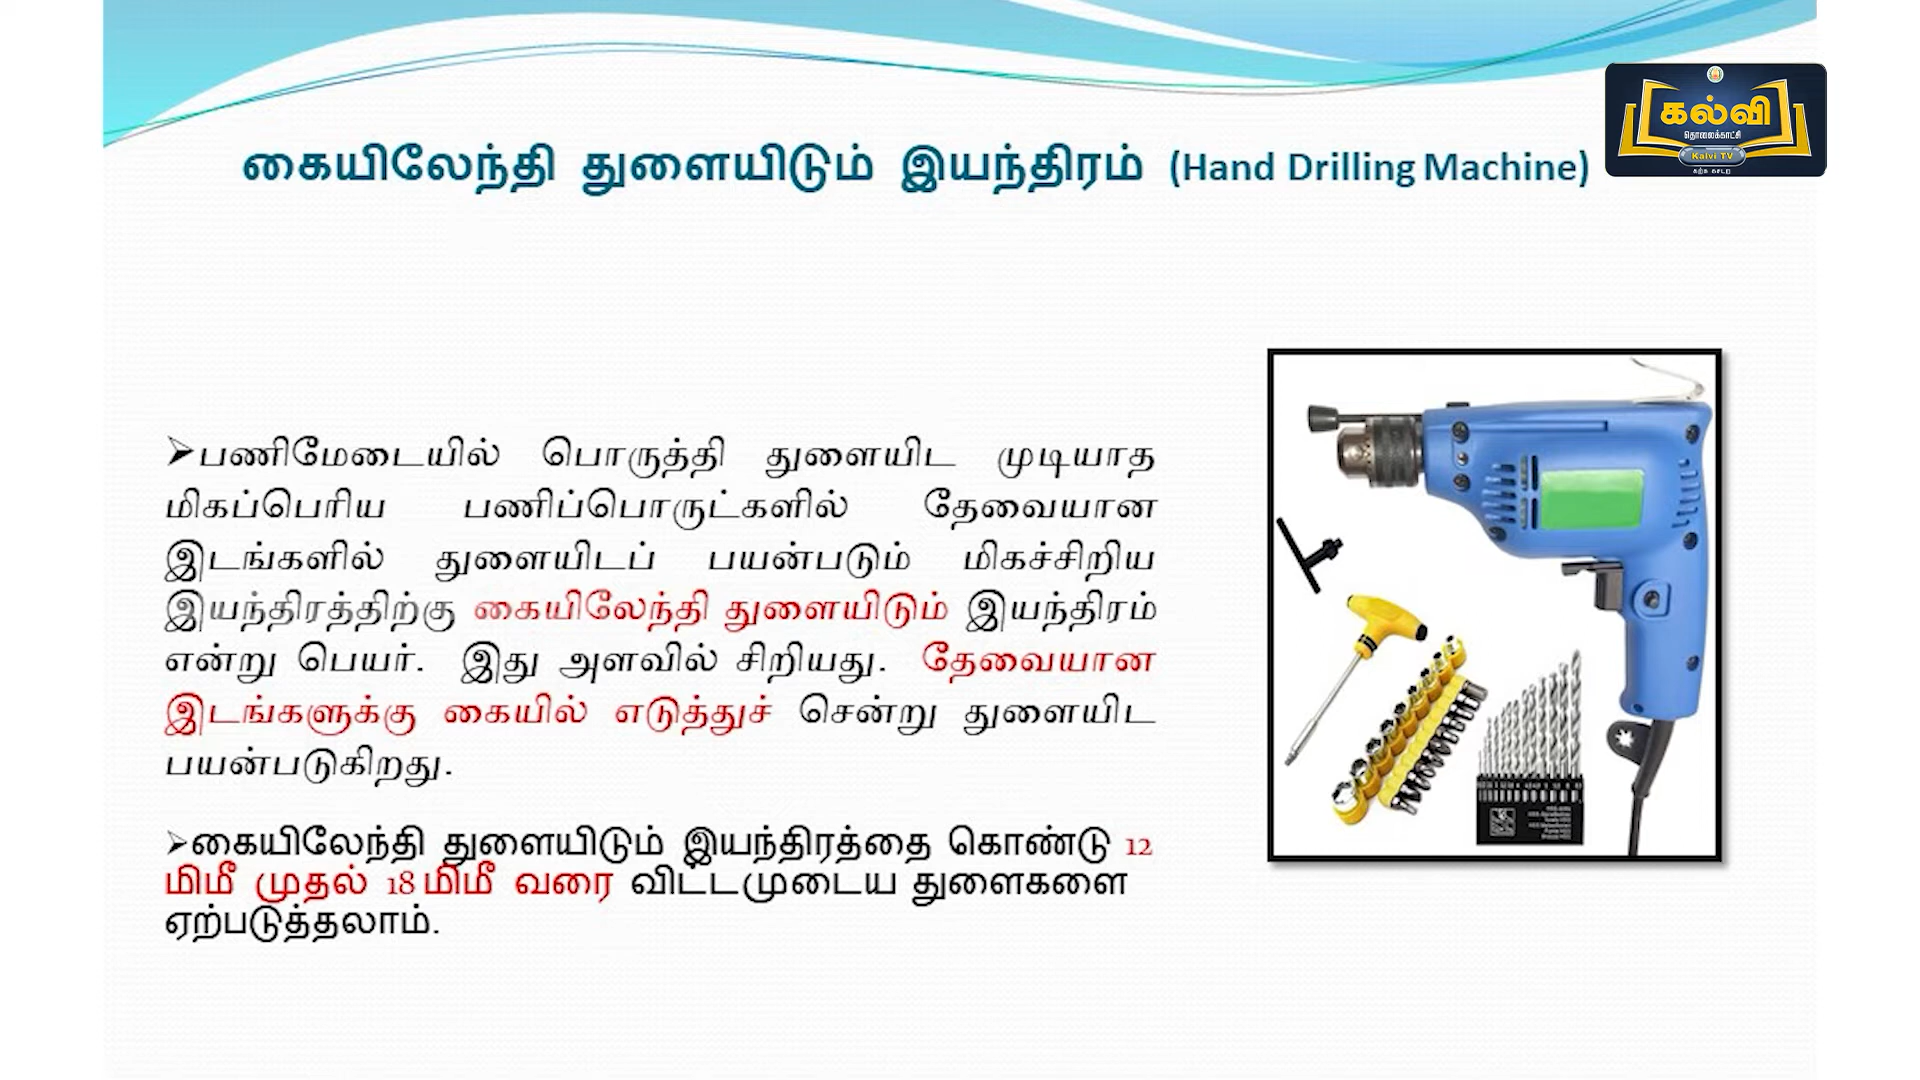 கல்வி
தொலைக்காட்சி
Kalvi TV
கற்க கசடற
கையிலேந்தி துளையிடும் இயந்திரம் (Hand Drilling Machine)
➢பணிமேடையில் பொருத்தி துளையிட முடியாத
மிகப்பெரிய பணிப்பொருட்களில் தேவையான
இடங்களில் துளையிடப் பயன்படும் மிகச்சிறிய
இயந்திரத்திற்கு கையிலேந்தி துளையிடும் இயந்திரம்
என்று பெயர். இது அளவில் சிறியது. தேவையான
இடங்களுக்கு கையில் எடுத்துச் சென்று துளையிட
பயன்படுகிறது.
➢கையிலேந்தி துளையிடும் இயந்திரத்தை கொண்டு 12
மிமீ முதல் 18 மிமீ வரை விட்டமுடைய துளைகளை
ஏற்படுத்தலாம்.